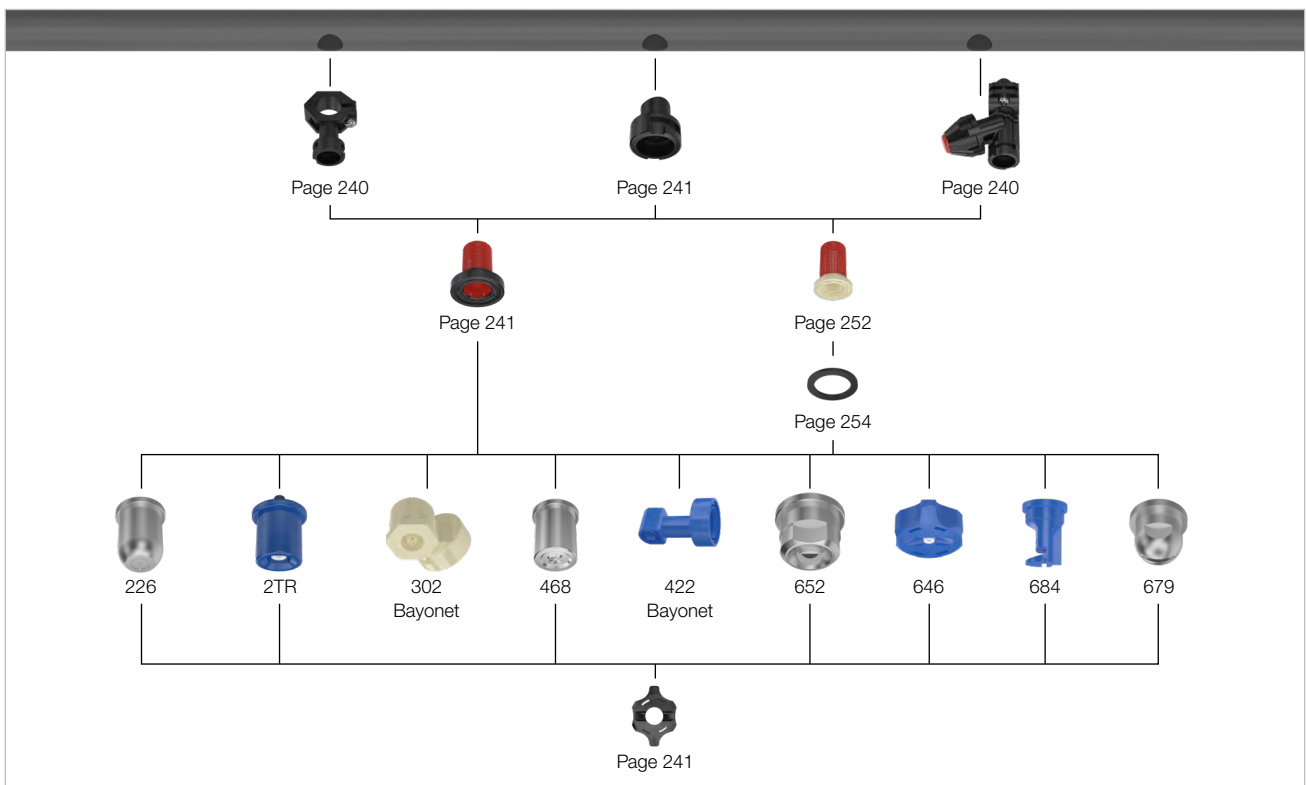 Page 240
Page 241
Page 240
Page 241
Page 252
Page 254
226
2TR
302
Bayonet
468
422
Bayonet
652
646
684
679
Page 241